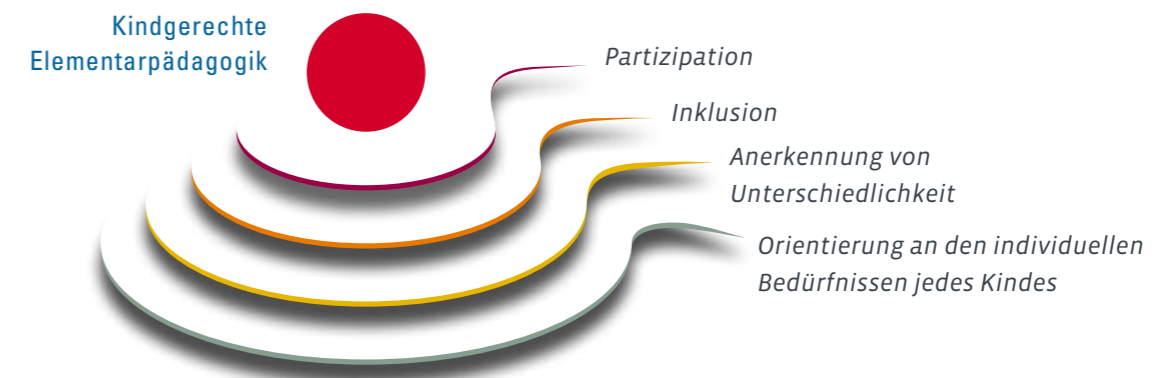 Kindgerechte
Elementarpädagogik
Partizipation
Inklusion
Anerkennung von
Unterschiedlichkeit
Orientierung an den individuellen
Bedürfnissen jedes Kindes